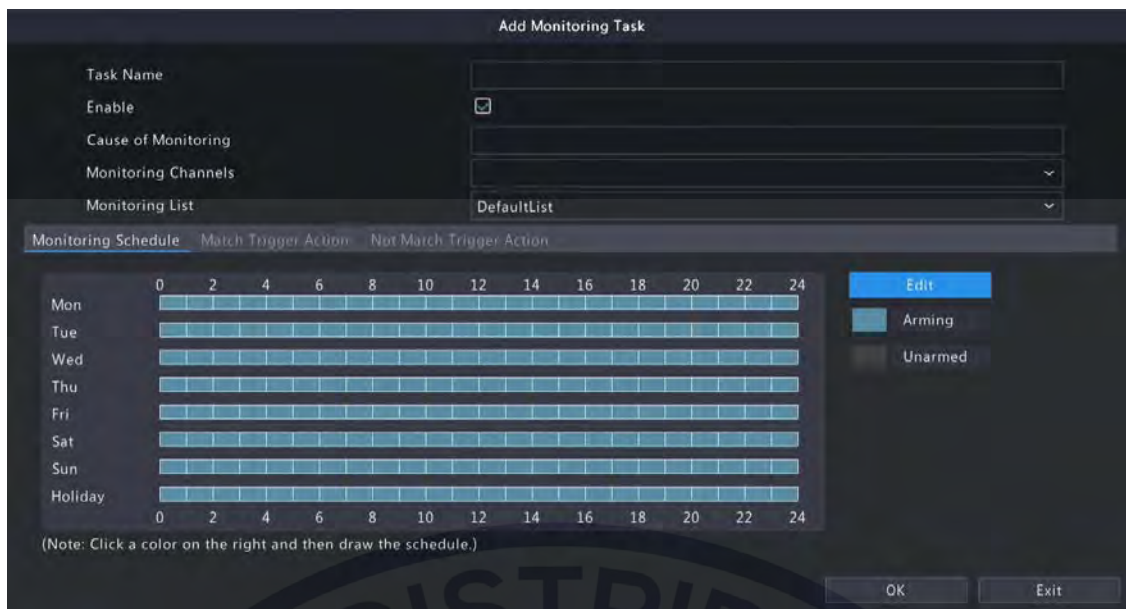 Add Monitoring Task
Task Name
Enable
Cause of Monitoring
Monitoring Channels
Monitoring List DefaultList
Monitoring Schedule Match Trigger Action Not Match Trigger Action
0 2 4 6 8 10 12 14 16 18 20 22 24 Edit
Mon
Arming
Tue
Wed Unarmed
Thu
Fri
Sat
Sun
Holiday
0 2 4 6 8 10 12 14 16 18 20 22 24
(Note: Click a color on the right and then draw the schedule.)
OK Exit